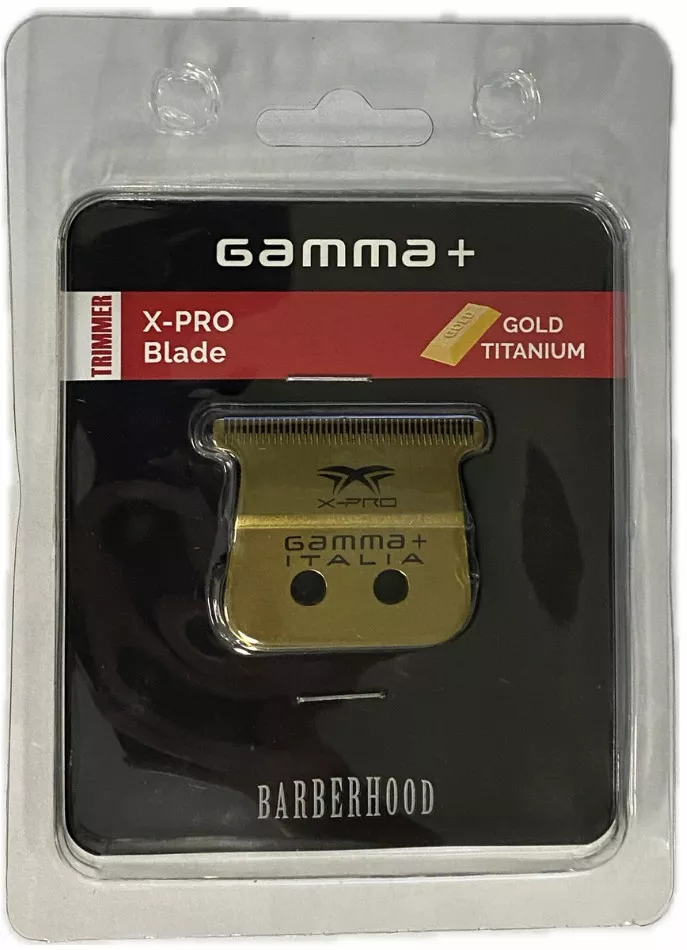 Gamma+
TRIMMER
X-PRO
Blade
GOLD
GOLD
TITANIUM
X-PRO
Gamma+
ITALIA
BARBERHOOD